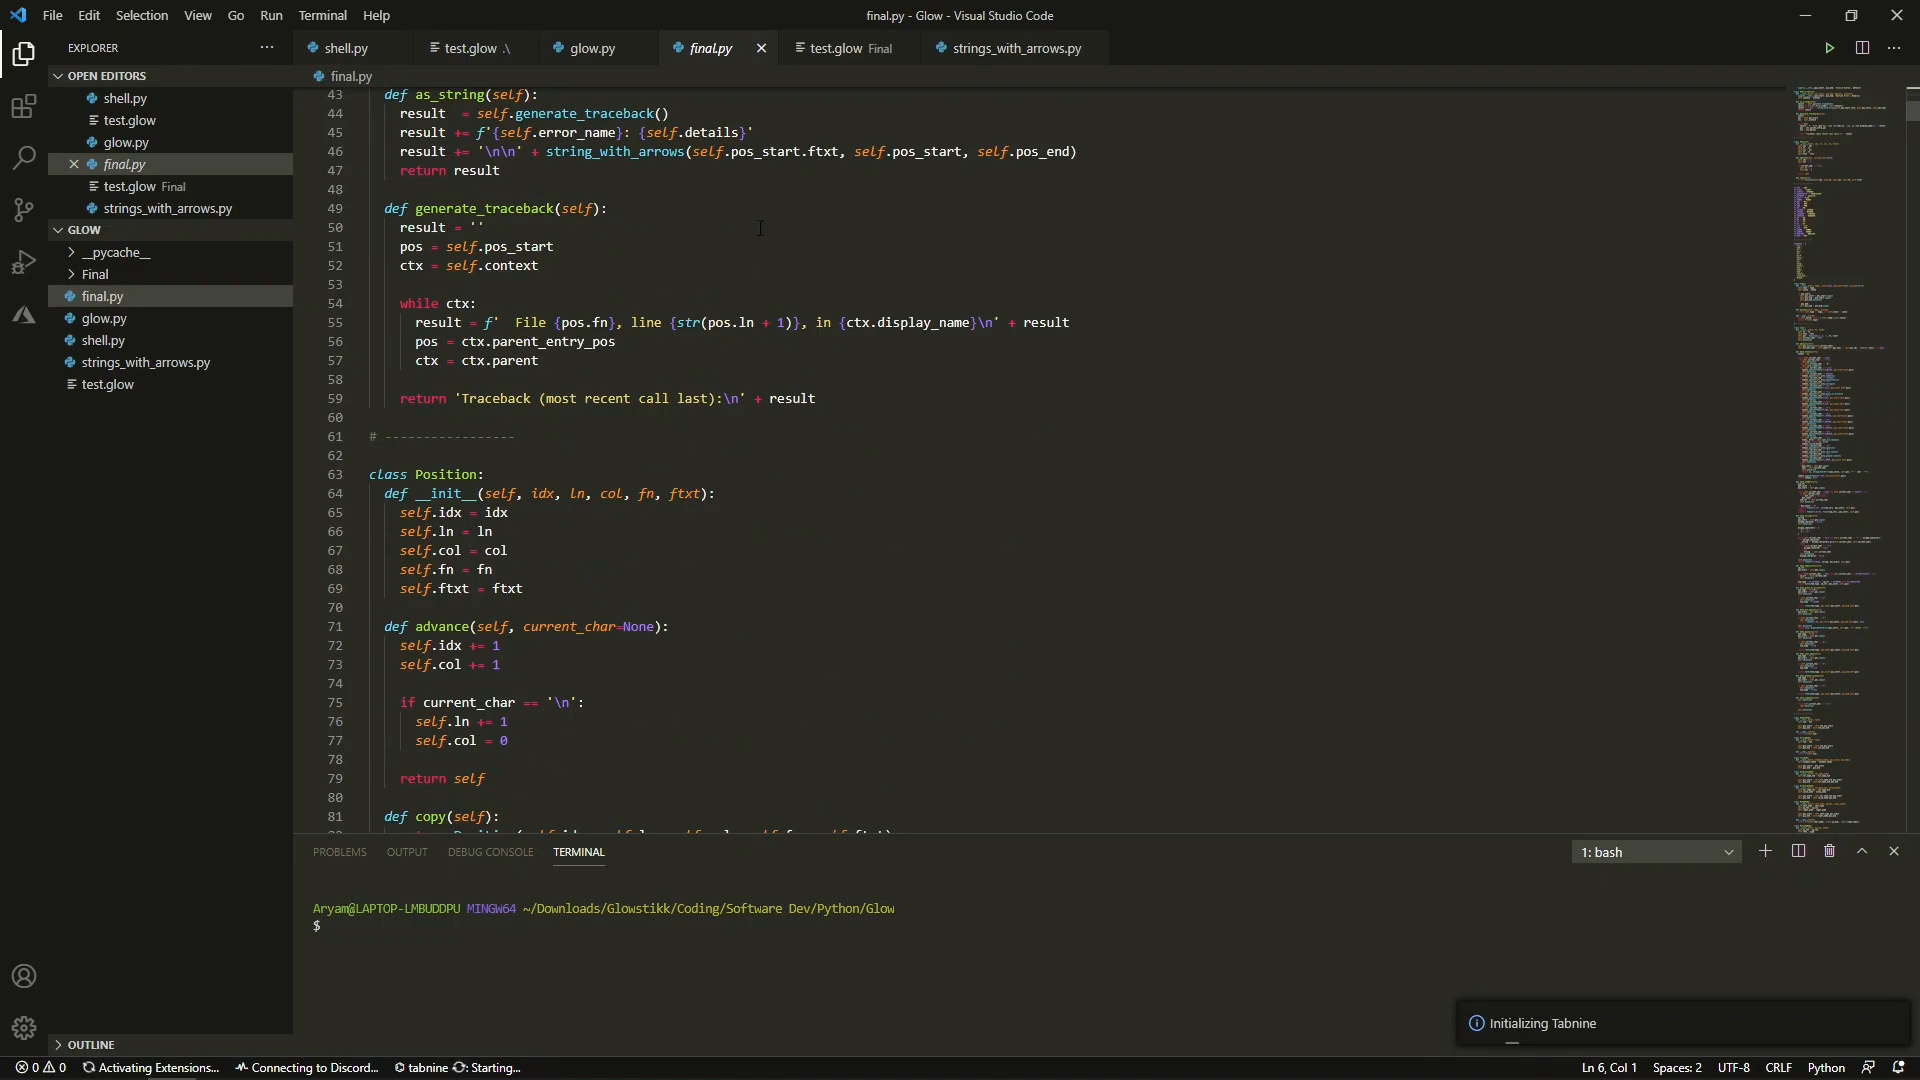 File Edit Selection View Go Run Terminal Help
final.py - Glow - Visual Studio Code
EXPLORER
shell.py
test.glow .\
glow.py
final.py
test.glow Final
strings_with_arrows.py
OPEN EDITORS
shell.py
test.glow
glow.py
final.py
test.glow Final
strings_with_arrows.py
GLOW
__pycache__
Final
final.py
glow.py
shell.py
strings_with_arrows.py
test.glow
OUTLINE
final.py
43 def as_string(self):
44 result  = self.generate_traceback()
45 result += f'{self.error_name}: {self.details}'
46 result += '\n\n' + string_with_arrows(self.pos_start.ftxt, self.pos_start, self.pos_end)
47 return result
48
49 def generate_traceback(self):
50 result = ''
51 pos = self.pos_start
52 ctx = self.context
53
54 while ctx:
55 result = f'  File {pos.fn}, line {str(pos.ln + 1)}, in {ctx.display_name}\n' + result
56 pos = ctx.parent_entry_pos
57 ctx = ctx.parent
58
59 return 'Traceback (most recent call last):\n' + result
60
61 # -----------------
62
63 class Position:
64 def __init__(self, idx, ln, col, fn, ftxt):
65 self.idx = idx
66 self.ln = ln
67 self.col = col
68 self.fn = fn
69 self.ftxt = ftxt
70
71 def advance(self, current_char=None):
72 self.idx += 1
73 self.col += 1
74
75 if current_char == '\n':
76 self.ln += 1
77 self.col = 0
78
79 return self
80
81 def copy(self):
PROBLEMS OUTPUT DEBUG CONSOLE TERMINAL
1: bash
Aryam@LAPTOP-LMBUDDPU MINGW64 ~/Downloads/Glowstikk/Coding/Software Dev/Python/Glow
$
Initializing Tabnine
0 0 Activating Extensions... Connecting to Discord... tabnine Starting...
Ln 6, Col 1 Spaces: 2 UTF-8 CRLF Python